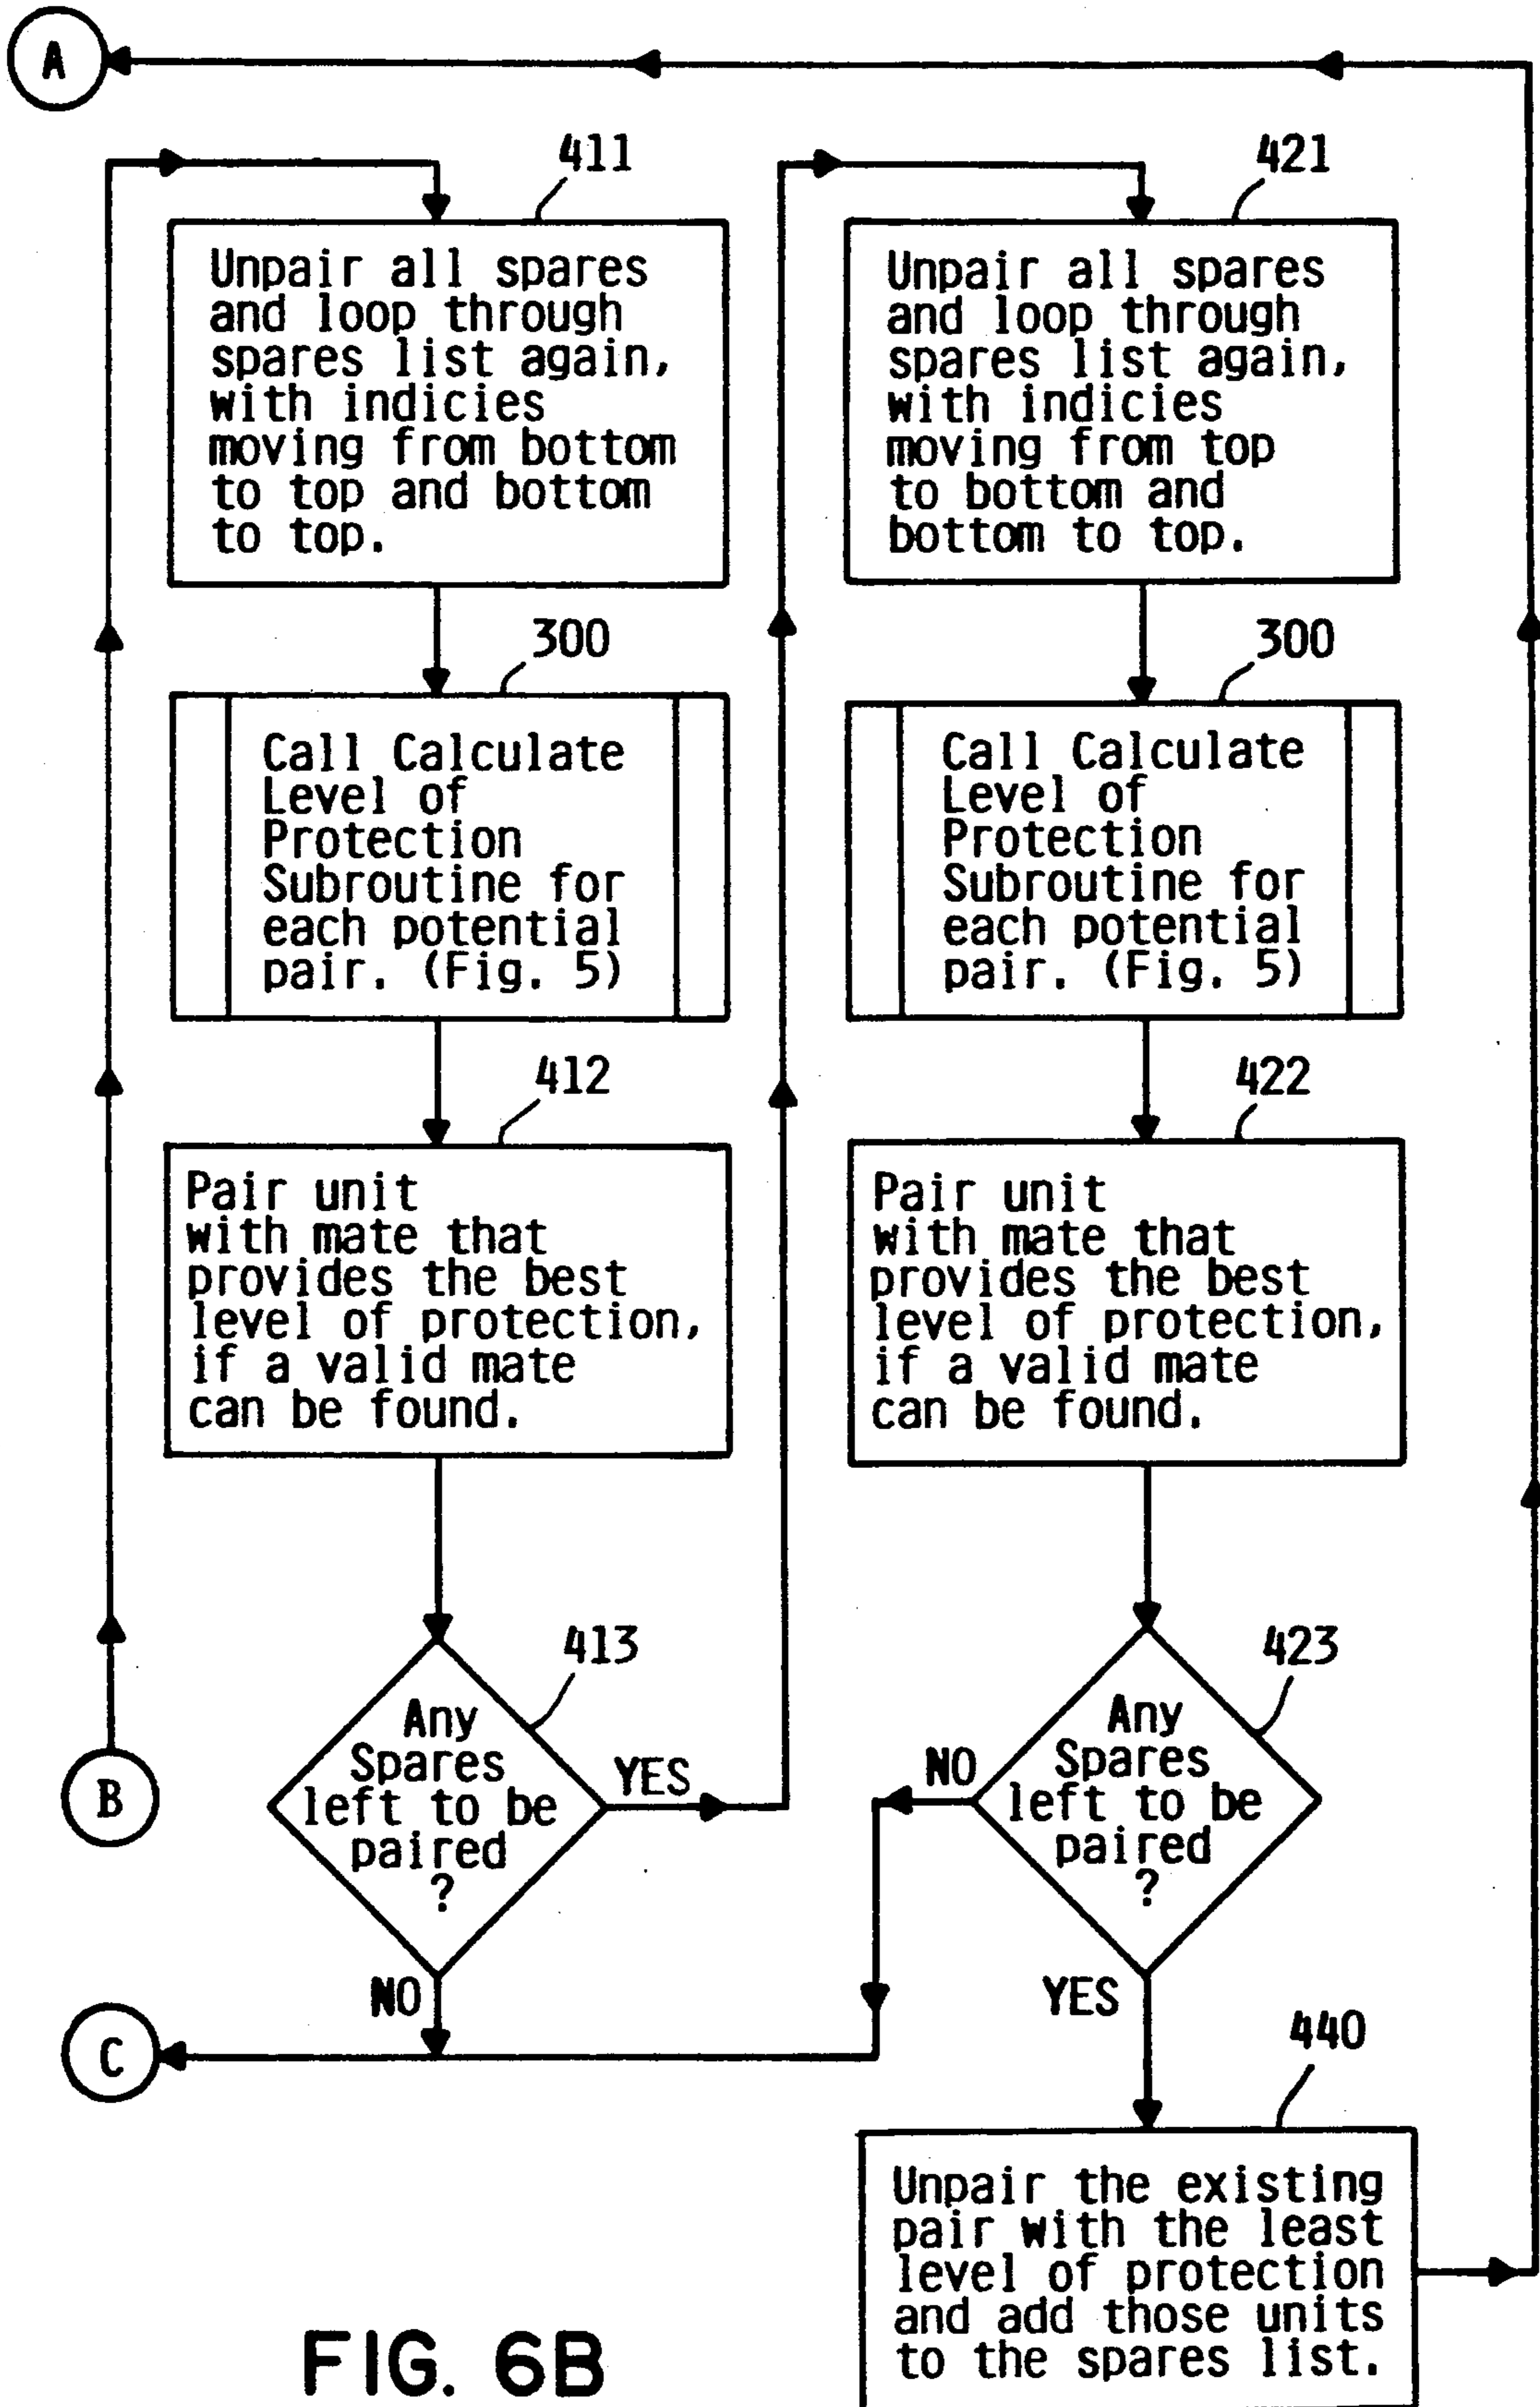 A
411
Unpair all spares
and loop through
spares list again,
with indicies
moving from bottom
to top and bottom
to top.
300
Call Calculate
Level of
Protection
Subroutine for
each potential
pair. (Fig. 5)
412
Pair unit
with mate that
provides the best
level of protection,
if a valid mate
can be found.
413
Any
Spares
left to be
paired
?
YES
NO
B
C
421
Unpair all spares
and loop through
spares list again,
with indicies
moving from top
to bottom and
bottom to top.
300
Call Calculate
Level of
Protection
Subroutine for
each potential
pair. (Fig. 5)
422
Pair unit
with mate that
provides the best
level of protection,
if a valid mate
can be found.
423
Any
Spares
left to be
paired
?
NO
YES
440
Unpair the existing
pair with the least
level of protection
and add those units
to the spares list.
FIG. 6B